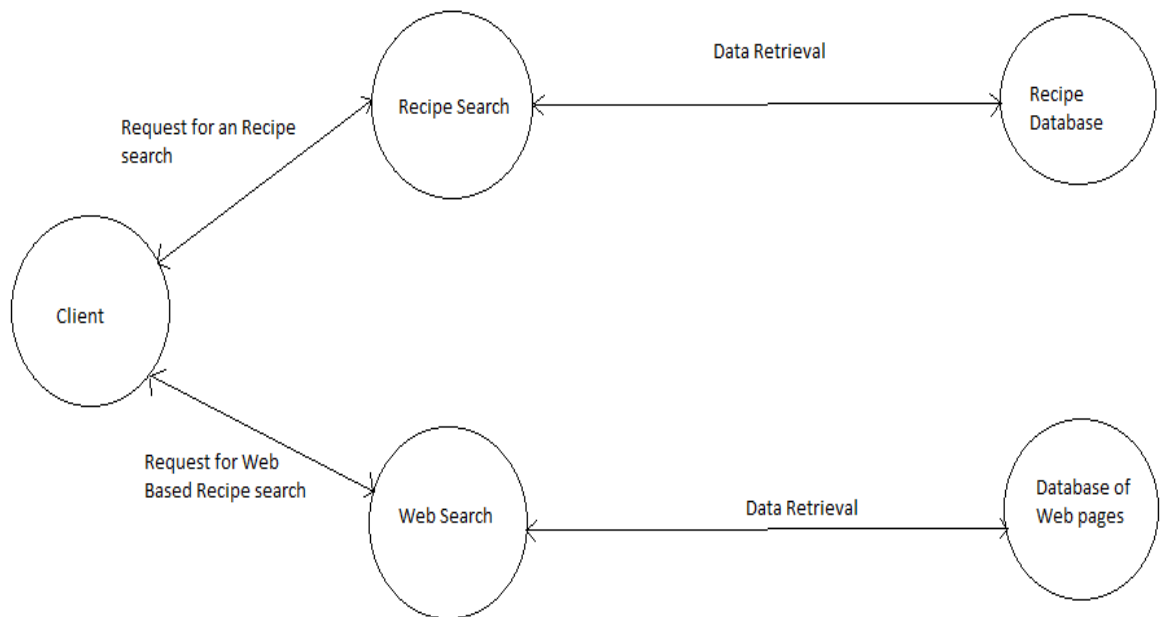 Data Retrieval
Recipe Search
Recipe
Database
Request for an Recipe
search
Client
Request for Web
Based Recipe search
Web Search
Data Retrieval
Database of
Web pages